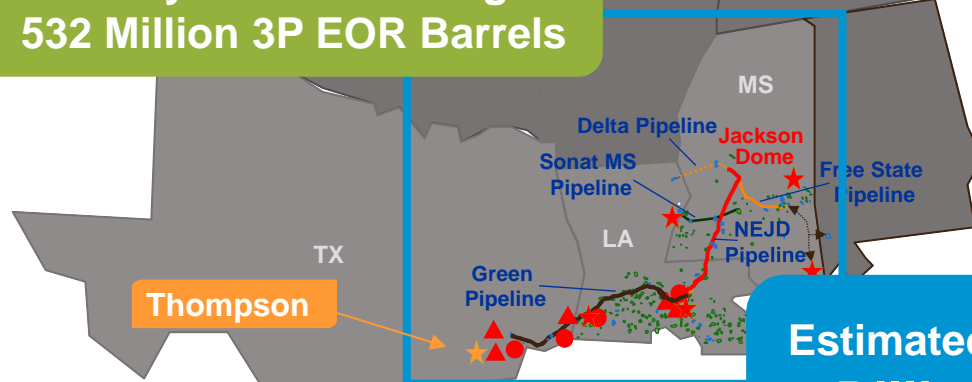 532 Million 3P EOR Barrels
MS
Delta Pipeline
Jackson
Dome
Sonat MS
Pipeline
Free State
Pipeline
LA
NEJD
Pipeline
TX
Green
Pipeline
Thompson
Estimated